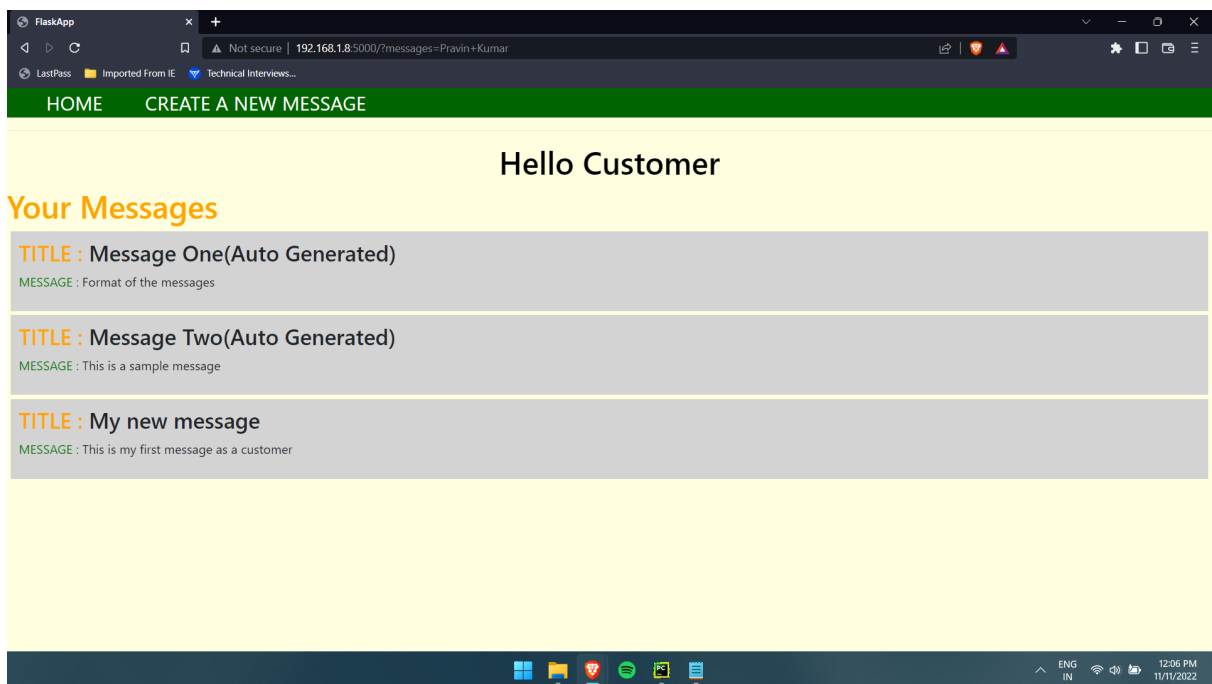 FlaskApp
Not secure | 192.168.1.8:5000/?messages=Pravin+Kumar
LastPass Imported From IE Technical Interviews...
HOME CREATE A NEW MESSAGE
Hello Customer
Your Messages
TITLE : Message One(Auto Generated)
MESSAGE : Format of the messages
TITLE : Message Two(Auto Generated)
MESSAGE : This is a sample message
TITLE : My new message
MESSAGE : This is my first message as a customer
PC
ENG
IN
12:06 PM
11/11/2022